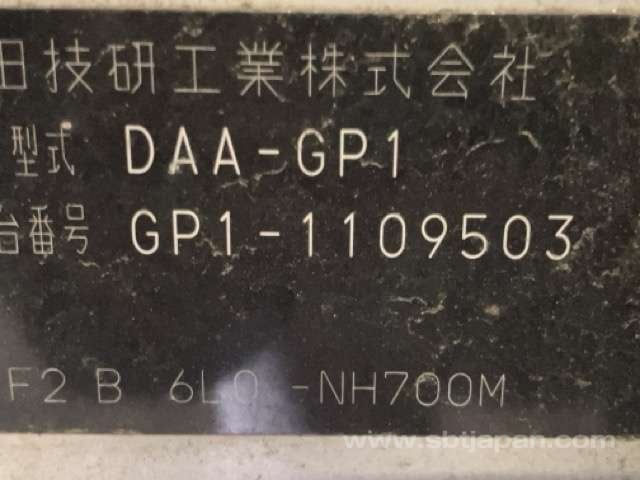 田技研工業株式会社
型式 DAA-GP1
台番号 GP1-1109503
F2 B 6L0 -NH700M
www.sbtjapan.com